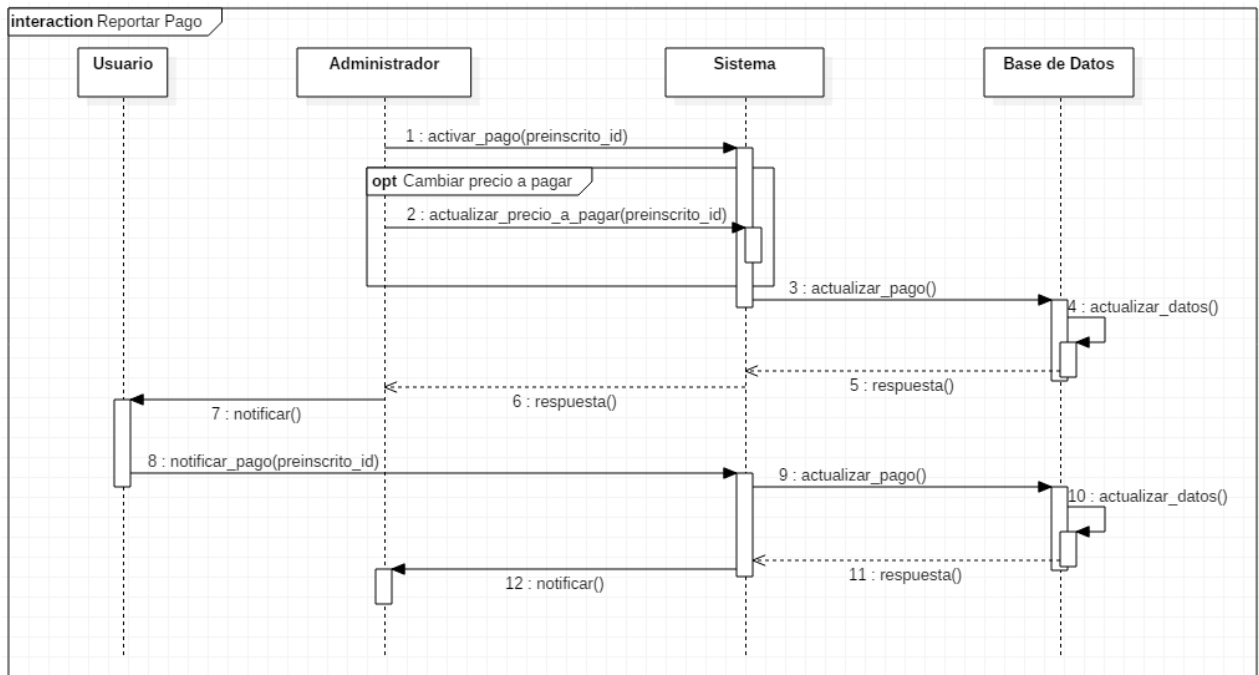 interaction Reportar Pago
Usuario
Administrador
Sistema
Base de Datos
1 : activar_pago(preinscrito_id)
opt Cambiar precio a pagar
2 : actualizar_precio_a_pagar(preinscrito_id)
3 : actualizar_pago()
4 : actualizar_datos()
5 : respuesta()
6 : respuesta()
7 : notificar()
8 : notificar_pago(preinscrito_id)
9 : actualizar_pago()
10 : actualizar_datos()
11 : respuesta()
12 : notificar()